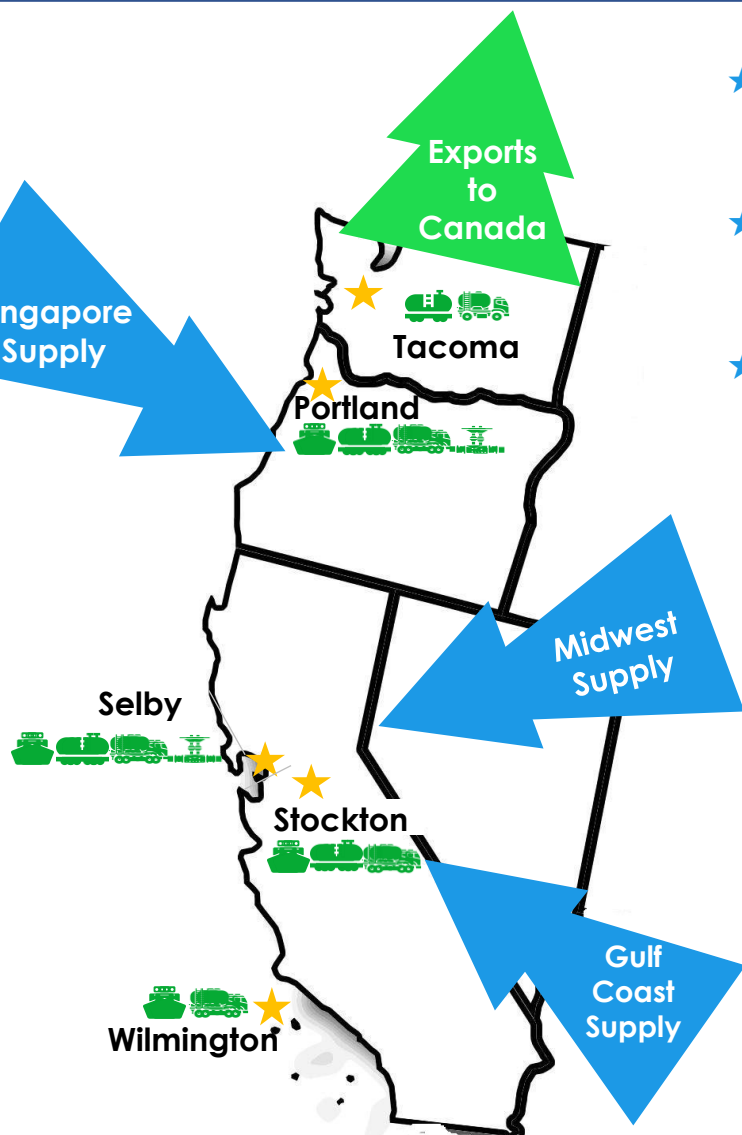 Exports
to
Canada
ngapore
Supply
Tacoma
Portland
Midwest
Supply
Selby
Stockton
Gulf
Coast
Supply
Wilmington